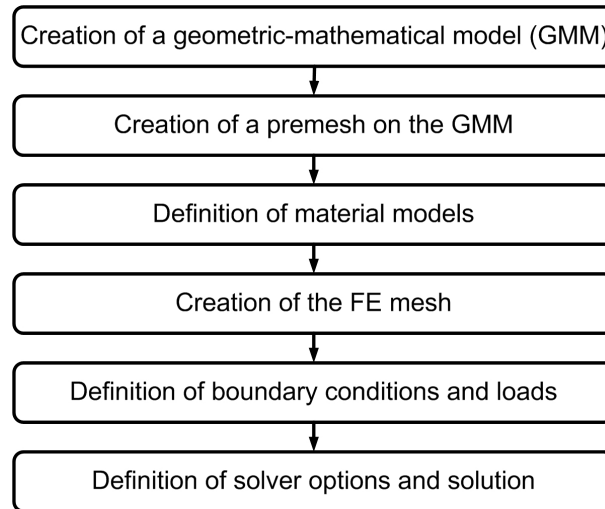 Creation of a geometric-mathematical model (GMM)
Creation of a premesh on the GMM
Definition of material models
Creation of the FE mesh
Definition of boundary conditions and loads
Definition of solver options and solution